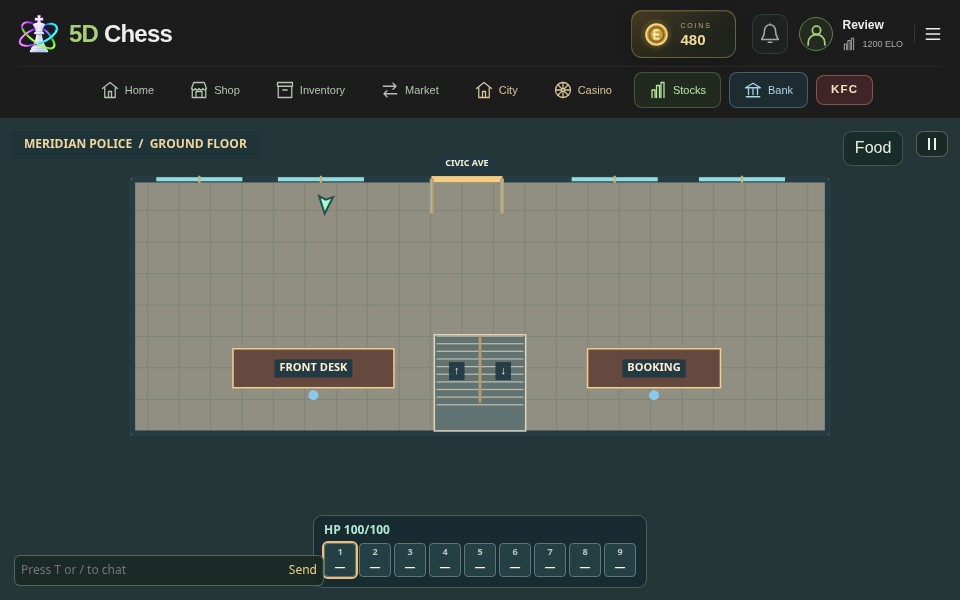 5D Chess
COINS
480
Review
1200 ELO
Home
Shop
Inventory
Market
City
Casino
Stocks
Bank
KFC
MERIDIAN POLICE / GROUND FLOOR
Food
CIVIC AVE
FRONT DESK
↑
↓
BOOKING
HP 100/100
1 2 3 4 5 6 7 8 9
— — — — — — — — —
Press T or / to chat
Send